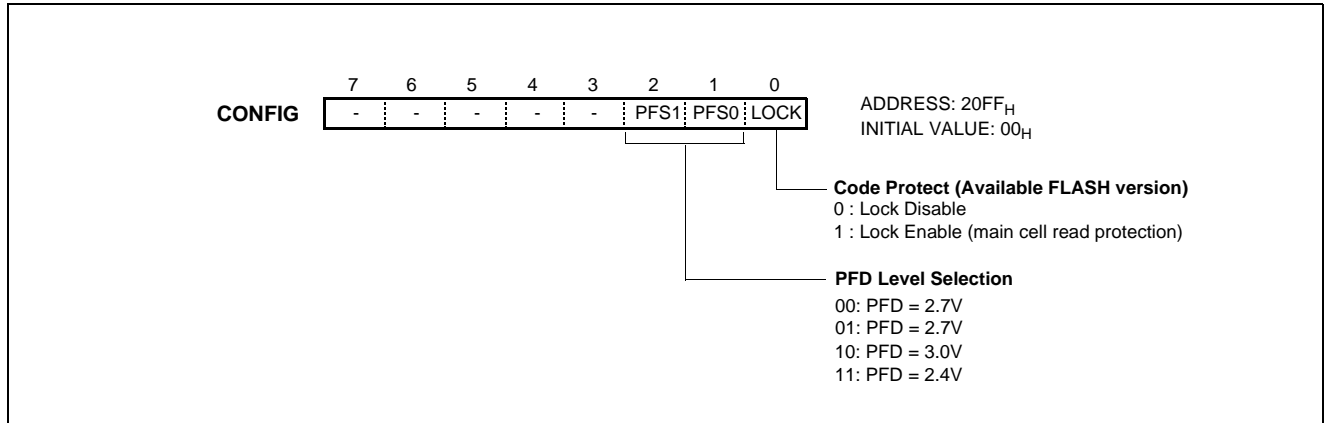 7 6 5 4 3 2 1 0
CONFIG - - - - - PFS1 PFS0 LOCK
ADDRESS: 20FFH
INITIAL VALUE: 00H
Code Protect (Available FLASH version)
0 : Lock Disable
1 : Lock Enable (main cell read protection)
PFD Level Selection
00: PFD = 2.7V
01: PFD = 2.7V
10: PFD = 3.0V
11: PFD = 2.4V